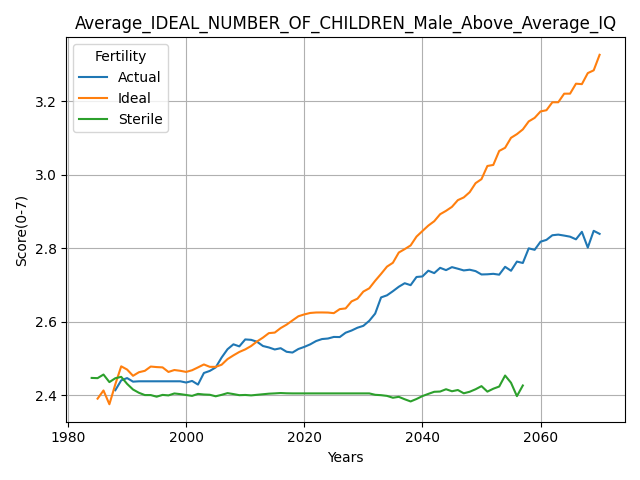 Average_IDEAL_NUMBER_OF_CHILDREN_Male_Above_Average_IQ
Fertility
Actual
Ideal
Sterile
Score(0-7)
3.2
3.0
2.8
2.6
2.4
1980
2000
2020
2040
2060
Years